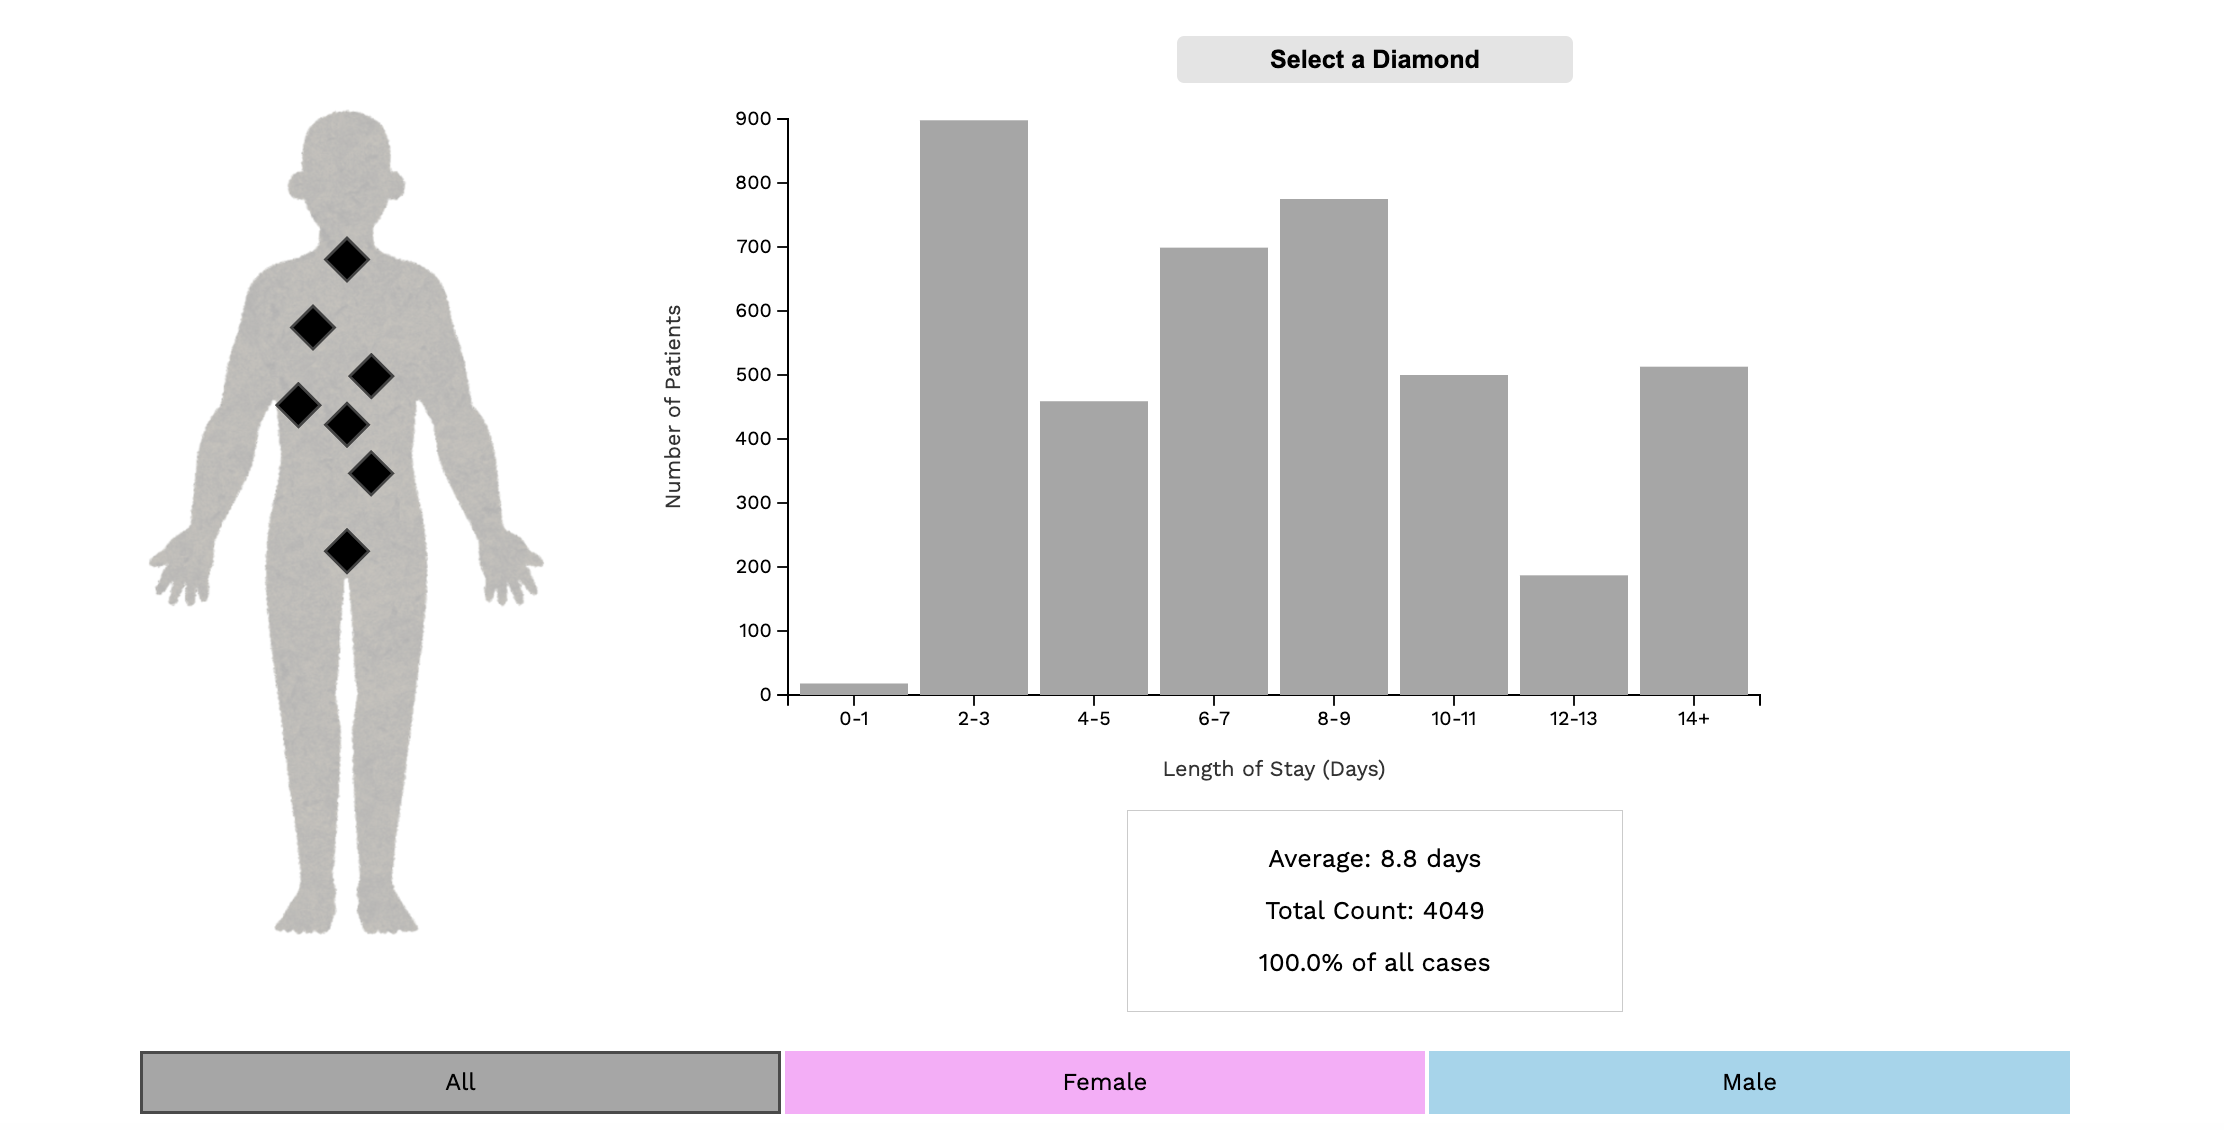 Select a Diamond
900
800
700
600
500
400
300
200
100
0
Number of Patients
0-1
2-3
4-5
6-7
8-9
10-11
12-13
14+
Length of Stay (Days)
Average: 8.8 days
Total Count: 4049
100.0% of all cases
All
Female
Male